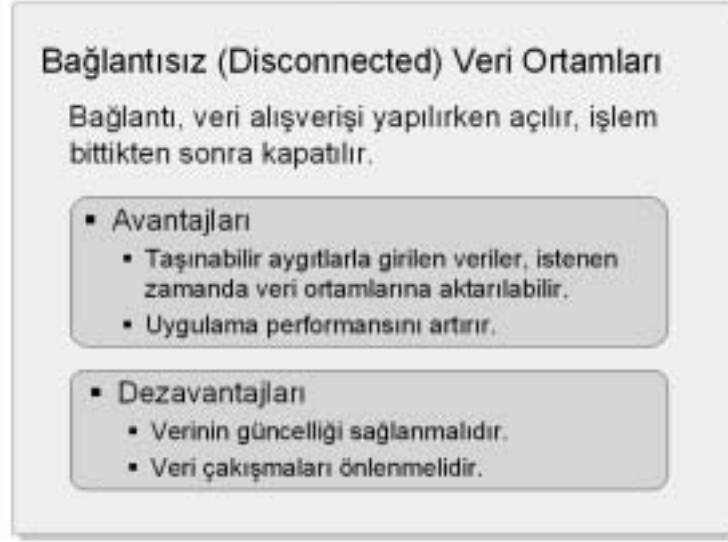 Bağlantısız (Disconnected) Veri Ortamları
Bağlantı, veri alışverişi yapılırken açılır, işlem
bittikten sonra kapatılır.
▪ Avantajları
▪ Taşınabilir aygıtlarla girilen veriler, istenen
zamanda veri ortamlarına aktarılabilir.
▪ Uygulama performansını artırır.
▪ Dezavantajları
▪ Verinin güncelliği sağlanmalıdır.
▪ Veri çakışmaları önlenmelidir.